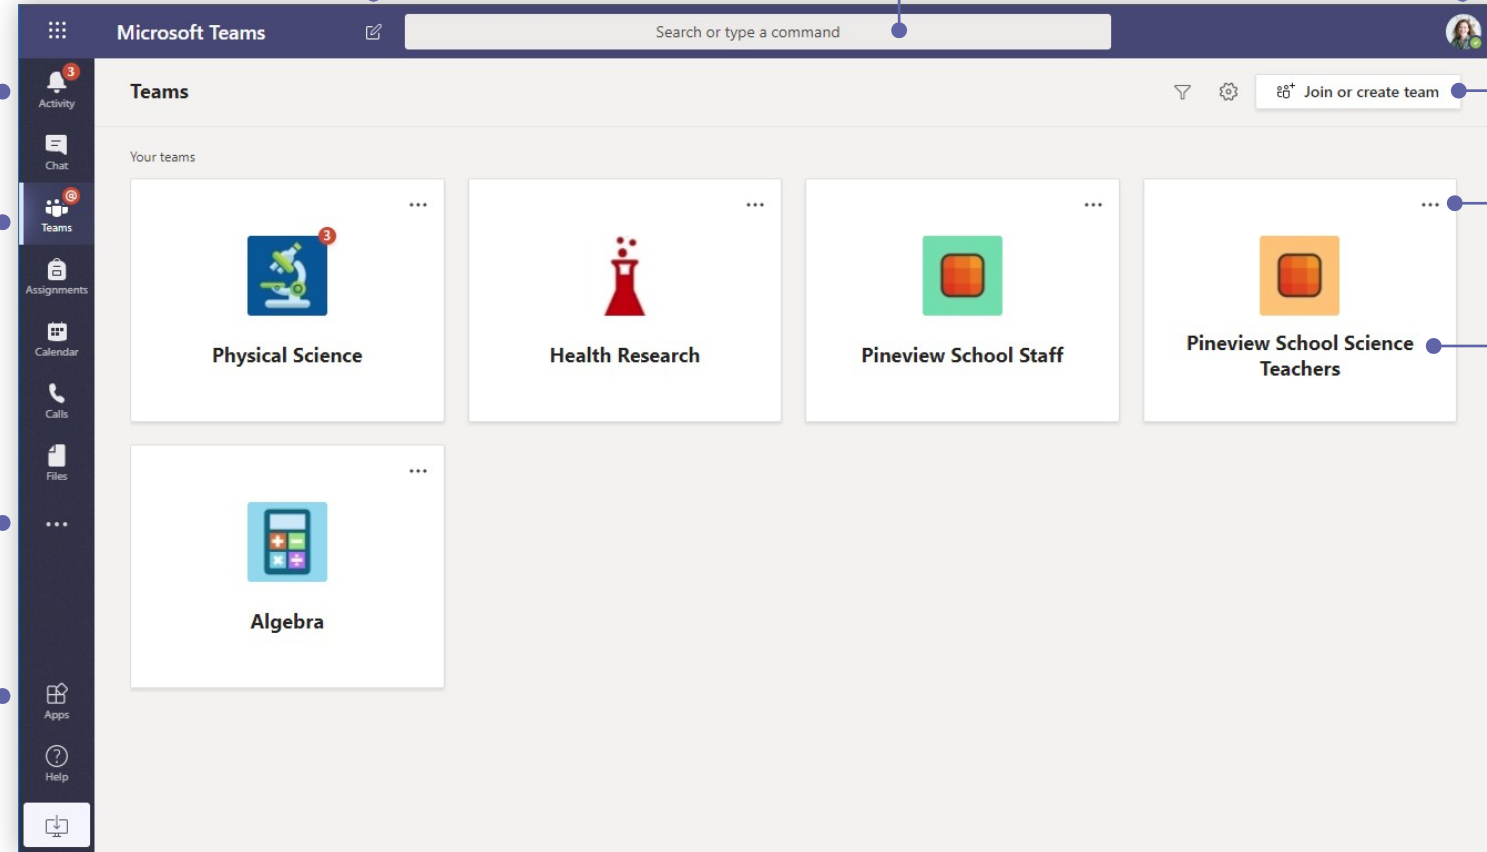 Microsoft Teams
Search or type a command
3
Activity
Chat
@
Teams
Assignments
Calendar
Calls
Files
Apps
Help
Teams
Join or create team
Your teams
3
Physical Science
Health Research
Pineview School Staff
Pineview School Science
Teachers
Algebra